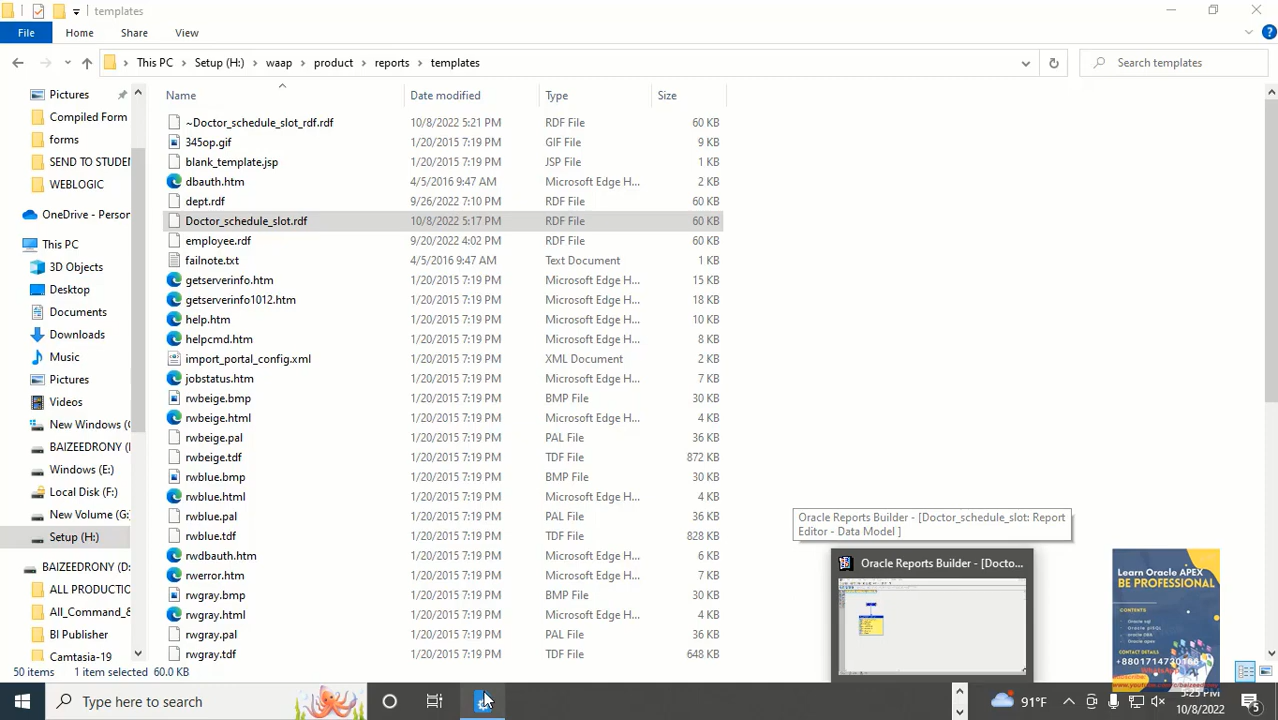 templates
File
Home
Share
View
This PC
Setup (H:)
waap
product
reports
templates
Search templates
Pictures
Compiled Form
forms
SEND TO STUDEN
WEBLOGIC
OneDrive - Person
This PC
3D Objects
Desktop
Documents
Downloads
Music
Pictures
Videos
New Windows (
BAIZEEDRONY (
Windows (E:)
Local Disk (F:)
New Volume (G:
Setup (H:)
BAIZEEDRONY (D:
ALL PRODUCTION
All_Command_&
BI Publisher
Camtasia-19
Name Date modified Type Size
~Doctor_schedule_slot_rdf.rdf 10/8/2022 5:21 PM RDF File 60 KB
345op.gif 1/20/2015 7:19 PM GIF File 9 KB
blank_template.jsp 1/20/2015 7:19 PM JSP File 1 KB
dbauth.htm 4/5/2016 9:47 AM Microsoft Edge H... 2 KB
dept.rdf 9/26/2022 7:10 PM RDF File 60 KB
Doctor_schedule_slot.rdf 10/8/2022 5:17 PM RDF File 60 KB
employee.rdf 9/20/2022 4:02 PM RDF File 60 KB
failnote.txt 4/5/2016 9:47 AM Text Document 1 KB
getserverinfo.htm 1/20/2015 7:19 PM Microsoft Edge H... 15 KB
getserverinfo1012.htm 1/20/2015 7:19 PM Microsoft Edge H... 18 KB
help.htm 1/20/2015 7:19 PM Microsoft Edge H... 10 KB
helpcmd.htm 1/20/2015 7:19 PM Microsoft Edge H... 8 KB
import_portal_config.xml 1/20/2015 7:19 PM XML Document 2 KB
jobstatus.htm 1/20/2015 7:19 PM Microsoft Edge H... 7 KB
rwbeige.bmp 1/20/2015 7:19 PM BMP File 30 KB
rwbeige.html 1/20/2015 7:19 PM Microsoft Edge H... 4 KB
rwbeige.pal 1/20/2015 7:19 PM PAL File 36 KB
rwbeige.tdf 1/20/2015 7:19 PM TDF File 872 KB
rwblue.bmp 1/20/2015 7:19 PM BMP File 30 KB
rwblue.html 1/20/2015 7:19 PM Microsoft Edge H... 4 KB
rwblue.pal 1/20/2015 7:19 PM PAL File 36 KB
rwblue.tdf 1/20/2015 7:19 PM TDF File 828 KB
rwdbauth.htm 1/20/2015 7:19 PM Microsoft Edge H... 6 KB
rwerror.htm 1/20/2015 7:19 PM Microsoft Edge H... 7 KB
rwgray.bmp 1/20/2015 7:19 PM BMP File 30 KB
rwgray.html 1/20/2015 7:19 PM Microsoft Edge H... 4 KB
rwgray.pal 1/20/2015 7:19 PM PAL File 36 KB
rwgray.tdf 1/20/2015 7:19 PM TDF File 648 KB
Oracle Reports Builder - [Doctor_schedule_slot: Report
Editor - Data Model ]
Oracle Reports Builder - [Docto...
Learn Oracle APEX
BE PROFESSIONAL
CONTENTS
Oracle sql
Oracle pl/SQL
oracle DBA
Oracle apex
CONTACT DETAILS
+8801714720166
WhatsApp
50 items
1 item selected 60.0 KB
Type here to search
91°F
5:23 PM
10/8/2022
5